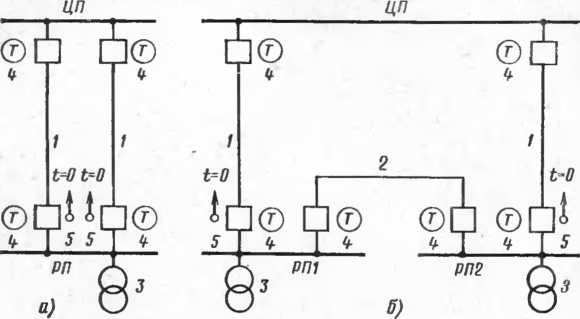 ЦП ЦП
T T T T
4 4 4 4
1 1 1 1
2
t=0 t=0 t=0 t=0
T T T T T T
4 5 5 4 5 4 4 4 4 5
РП РП1 РП2
3 3 3
а) б)